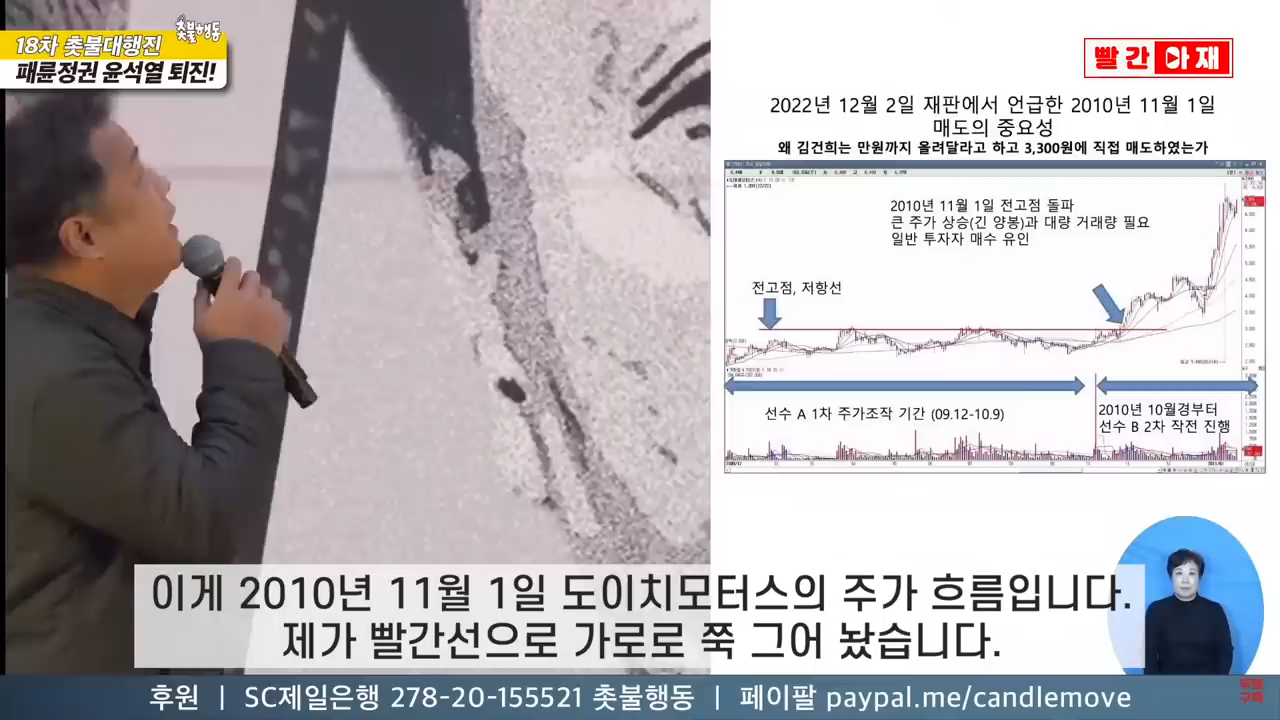 촛불행동
18차 촛불대행진
패륜정권 윤석열 퇴진!
빨간아재
2022년 12월 2일 재판에서 언급한 2010년 11월 1일
매도의 중요성
왜 김건희는 만원까지 올려달라고 하고 3,300원에 직접 매도하였는가
2010년 11월 1일 전고점 돌파
큰 주가 상승(긴 양봉)과 대량 거래량 필요
일반 투자자 매수 유인
전고점, 저항선
선수 A 1차 주가조작 기간 (09.12-10.9)
2010년 10월경부터
선수 B 2차 작전 진행
이게 2010년 11월 1일 도이치모터스의 주가 흐름입니다.
제가 빨간선으로 가로로 쭉 그어 놨습니다.
후원 | SC제일은행 278-20-155521 촛불행동 | 페이팔 paypal.me/candlemove